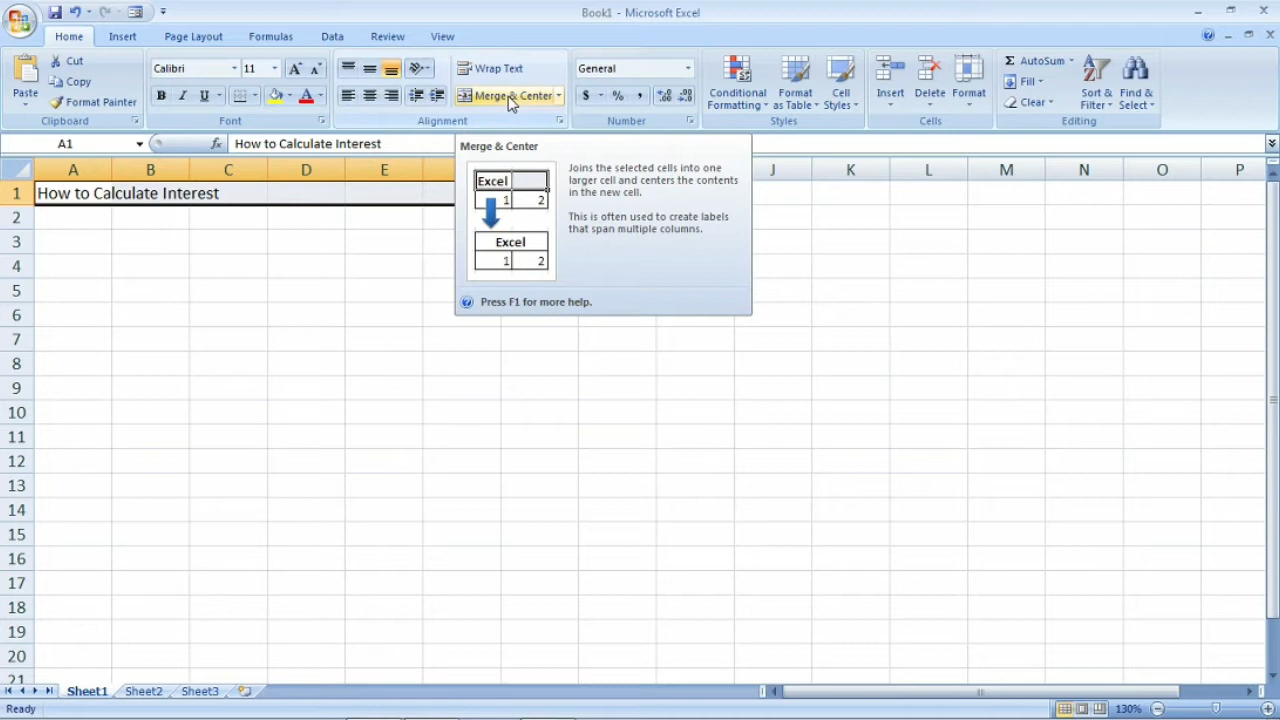 Book1 - Microsoft Excel
Home Insert Page Layout Formulas Data Review View
Paste
Cut
Copy
Format Painter
Clipboard
Calibri 11 A A
B I U A
Font
Wrap Text
Merge & Center
Alignment
General
$ % , .0 .00 .00 .0
Number
Conditional Formatting
Format as Table
Cell Styles
Styles
Insert Delete Format
Cells
Σ AutoSum
Fill
Clear
Sort & Filter
Find & Select
Editing
A1 fx How to Calculate Interest
A B C D E J K L M N O P
1 How to Calculate Interest
2
3
4
5
6
7
8
9
10
11
12
13
14
15
16
17
18
19
20
21
Merge & Center
Excel
1 2
Excel
1 2
Joins the selected cells into one
larger cell and centers the contents
in the new cell.
This is often used to create labels
that span multiple columns.
Press F1 for more help.
Sheet1 Sheet2 Sheet3
Ready 130%